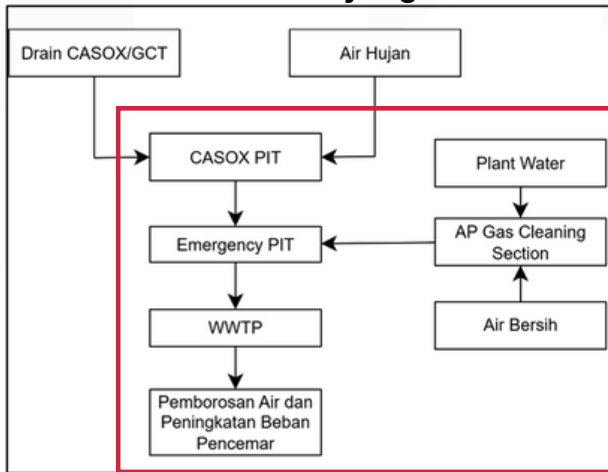 Drain CASOX/GCT
Air Hujan
CASOX PIT
Plant Water
Emergency PIT
AP Gas Cleaning
Section
WWTP
Air Bersih
Pemborosan Air dan
Peningkatan Beban
Pencemar